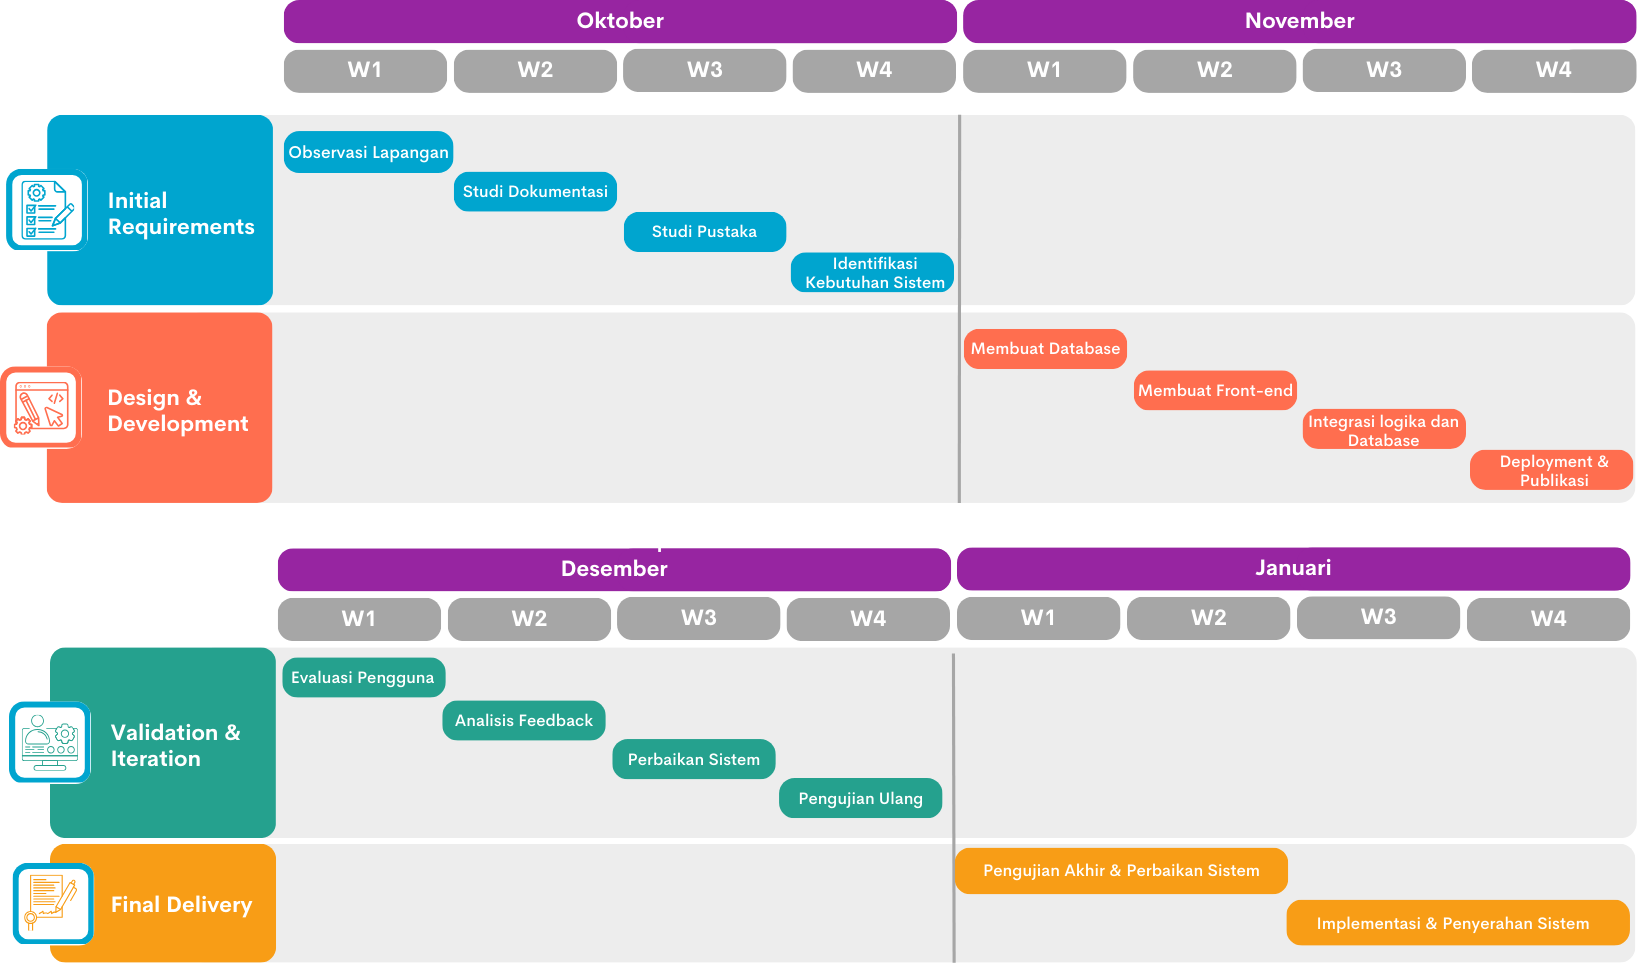 Oktober
November
W1
W2
W3
W4
W1
W2
W3
W4
Initial
Requirements
Observasi Lapangan
Studi Dokumentasi
Studi Pustaka
Identifikasi
Kebutuhan Sistem
Design &
Development
Membuat Database
Membuat Front-end
Integrasi logika dan
Database
Deployment &
Publikasi
Desember
Januari
W1
W2
W3
W4
W1
W2
W3
W4
Validation &
Iteration
Evaluasi Pengguna
Analisis Feedback
Perbaikan Sistem
Pengujian Ulang
Final Delivery
Pengujian Akhir & Perbaikan Sistem
Implementasi & Penyerahan Sistem